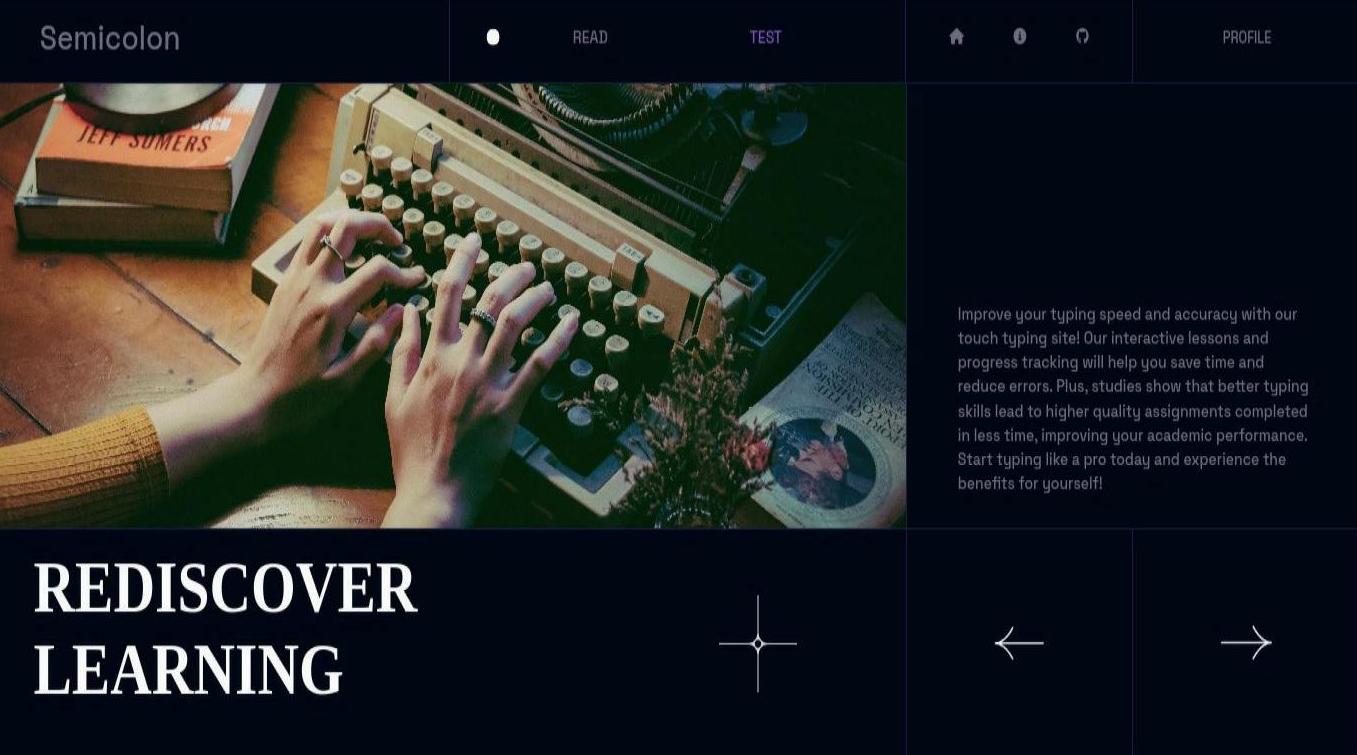 Semicolon
READ
TEST
PROFILE
JEFF SOMERS
Improve your typing speed and accuracy with our
touch typing site! Our interactive lessons and
progress tracking will help you save time and
reduce errors. Plus, studies show that better typing
skills lead to higher quality assignments completed
in less time, improving your academic performance.
Start typing like a pro today and experience the
benefits for yourself!
REDISCOVER
LEARNING